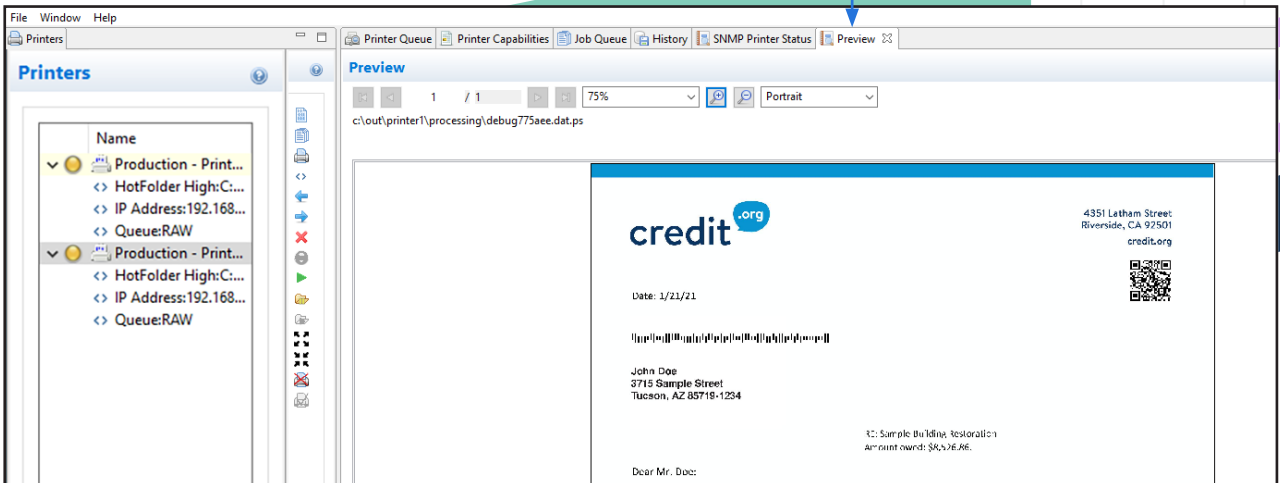 File Window Help
Printers
Printer Queue Printer Capabilities Job Queue History SNMP Printer Status Preview
Printers
Preview
1 / 1 75% Portrait
c:\out\printer1\processing\debug775aee.dat.ps
Name
Production - Print...
HotFolder High:C:...
IP Address:192.168...
Queue:RAW
Production - Print...
HotFolder High:C:...
IP Address:192.168...
Queue:RAW
credit.org
4351 Latham Street
Riverside, CA 92501
credit.org
Date: 1/21/21
John Doe
3715 Sample Street
Tucson, AZ 85719-1234
RE: Sample Building Restoration
Amount owed: $8,526.86.
Dear Mr. Doe: